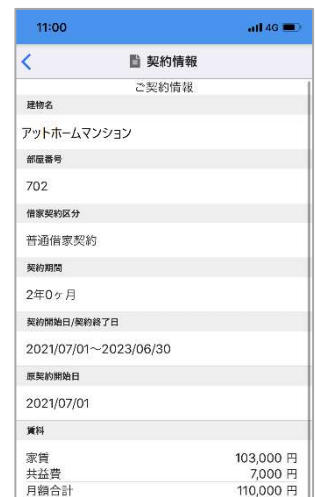 11:00
4G
契約情報
ご契約情報
建物名
アットホームマンション
部屋番号
702
借家契約区分
普通借家契約
契約期間
2年0ヶ月
契約開始日/契約終了日
2021/07/01～2023/06/30
原契約開始日
2021/07/01
賃料
家賃 103,000 円
共益費 7,000 円
月額合計 110,000 円